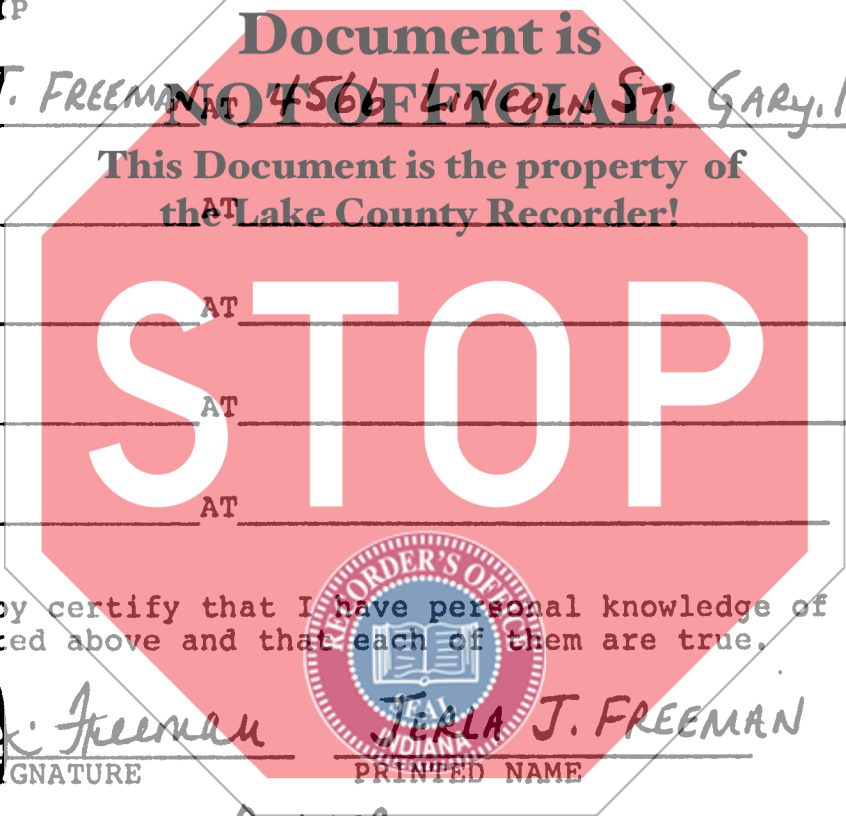 IP
Document is
T. FREEMAN AT 4566 LINCOLN ST. GARY, I
NOT OFFICIAL!
This Document is the property of
AT
the Lake County Recorder!
AT
AT
AT
STOP
by certify that I have personal knowledge of
ed above and that each of them are true.
RECORDER'S OFFICE
SEAL
INDIANA
Freeman JERLA J. FREEMAN
GNATURE PRINTED NAME